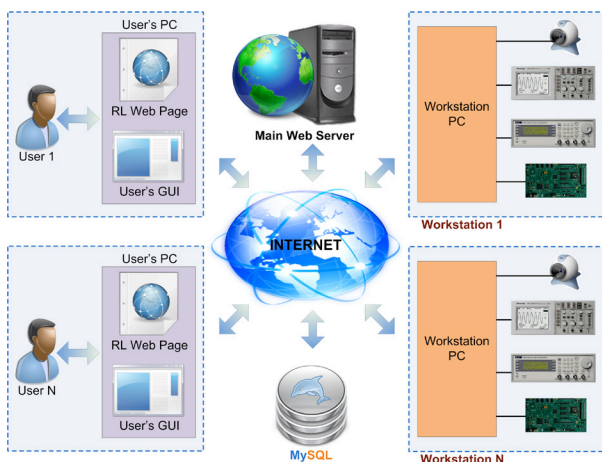 User's PC
RL Web Page
User's GUI
User 1
Main Web Server
Workstation
PC
Workstation 1
INTERNET
User's PC
RL Web Page
User's GUI
User N
MySQL
Workstation
PC
Workstation N